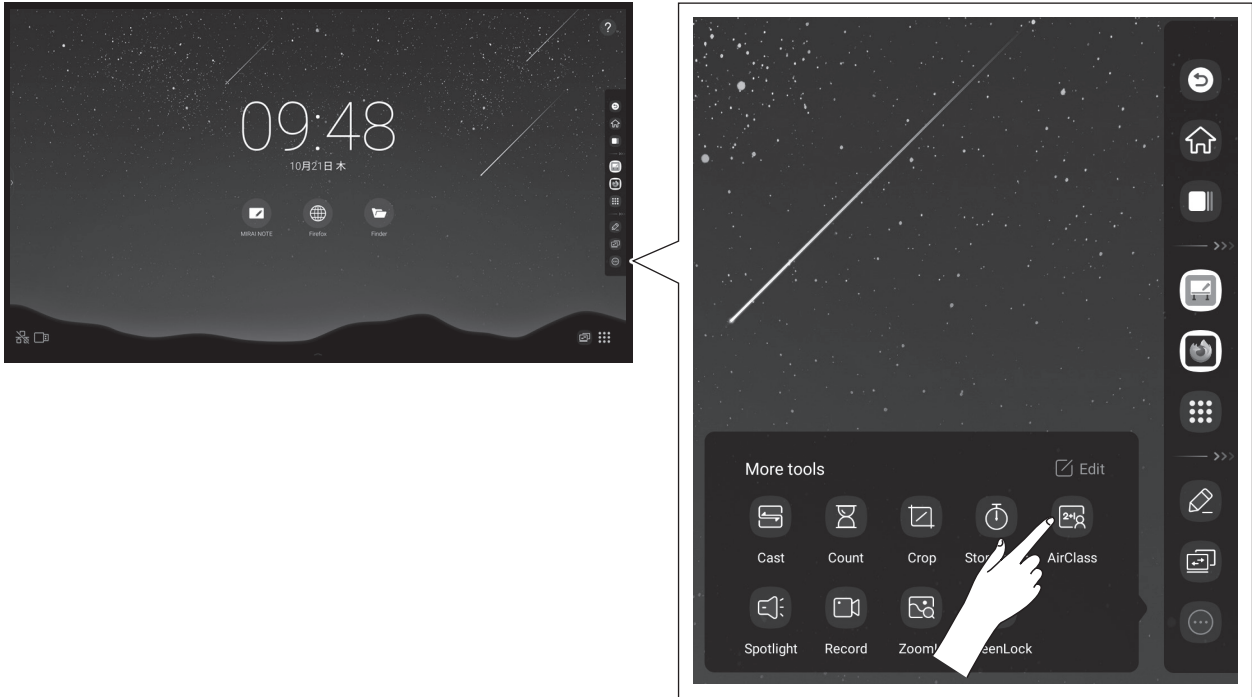 ?
09:48
10月21日 木
MIRAI NOTE Firefox Finder
More tools Edit
Cast Count Crop AirClass
Spotlight Record